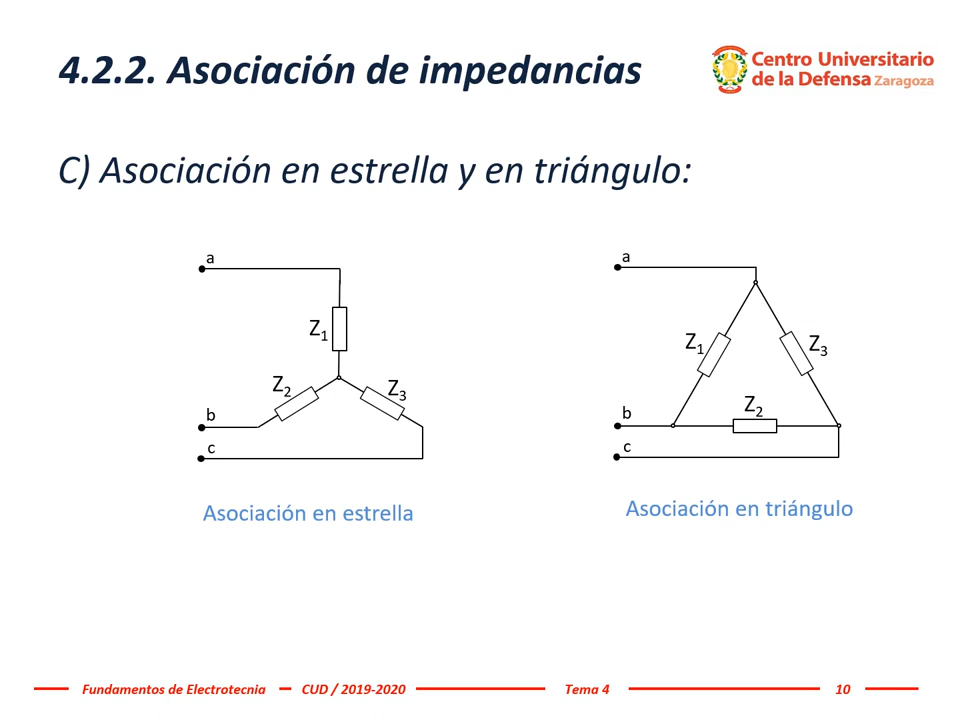 4.2.2. Asociación de impedancias
Centro Universitario
de la Defensa Zaragoza
C) Asociación en estrella y en triángulo:
a
Z1
Z2
Z3
b
c
Asociación en estrella
a
Z1
Z3
Z2
b
c
Asociación en triángulo
Fundamentos de Electrotecnia CUD / 2019-2020 Tema 4 10